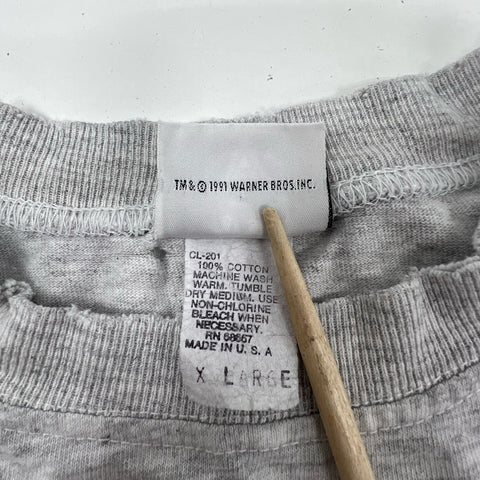 TM & © 1991 WARNER BROS. INC.
CL-201
100% COTTON
MACHINE WASH
WARM. TUMBLE
DRY MEDIUM. USE
NON-CHLORINE
BLEACH WHEN
NECESSARY.
RN 58667
MADE IN U. S. A
X LARGE